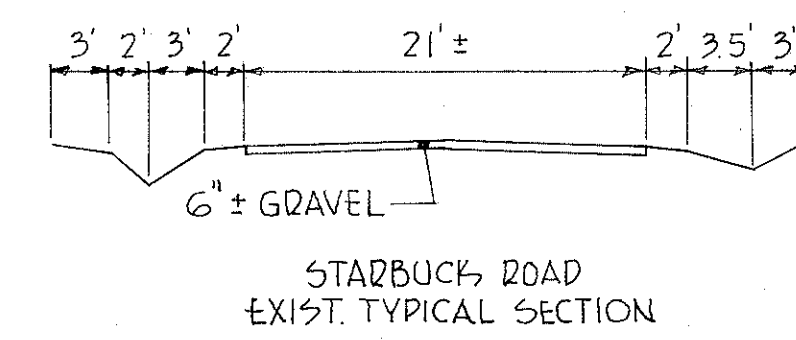 3' 2' 3' 2' 21' ± 2' 3.5' 3'
6" ± GRAVEL
STARBUCK ROAD
EXIST. TYPICAL SECTION